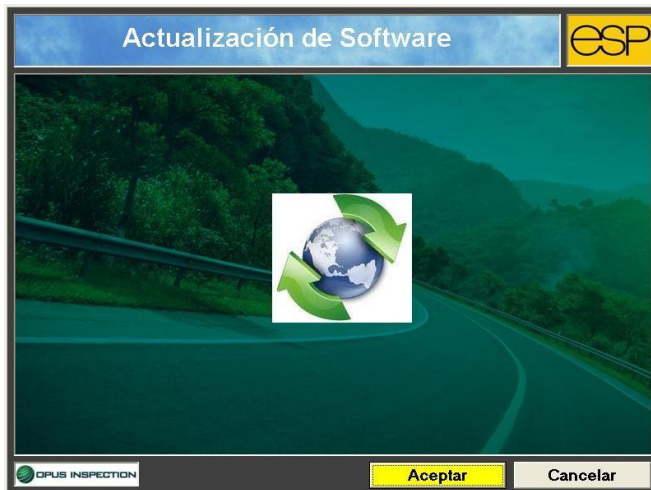 Actualización de Software
esp
OPUS INSPECTION
Aceptar
Cancelar